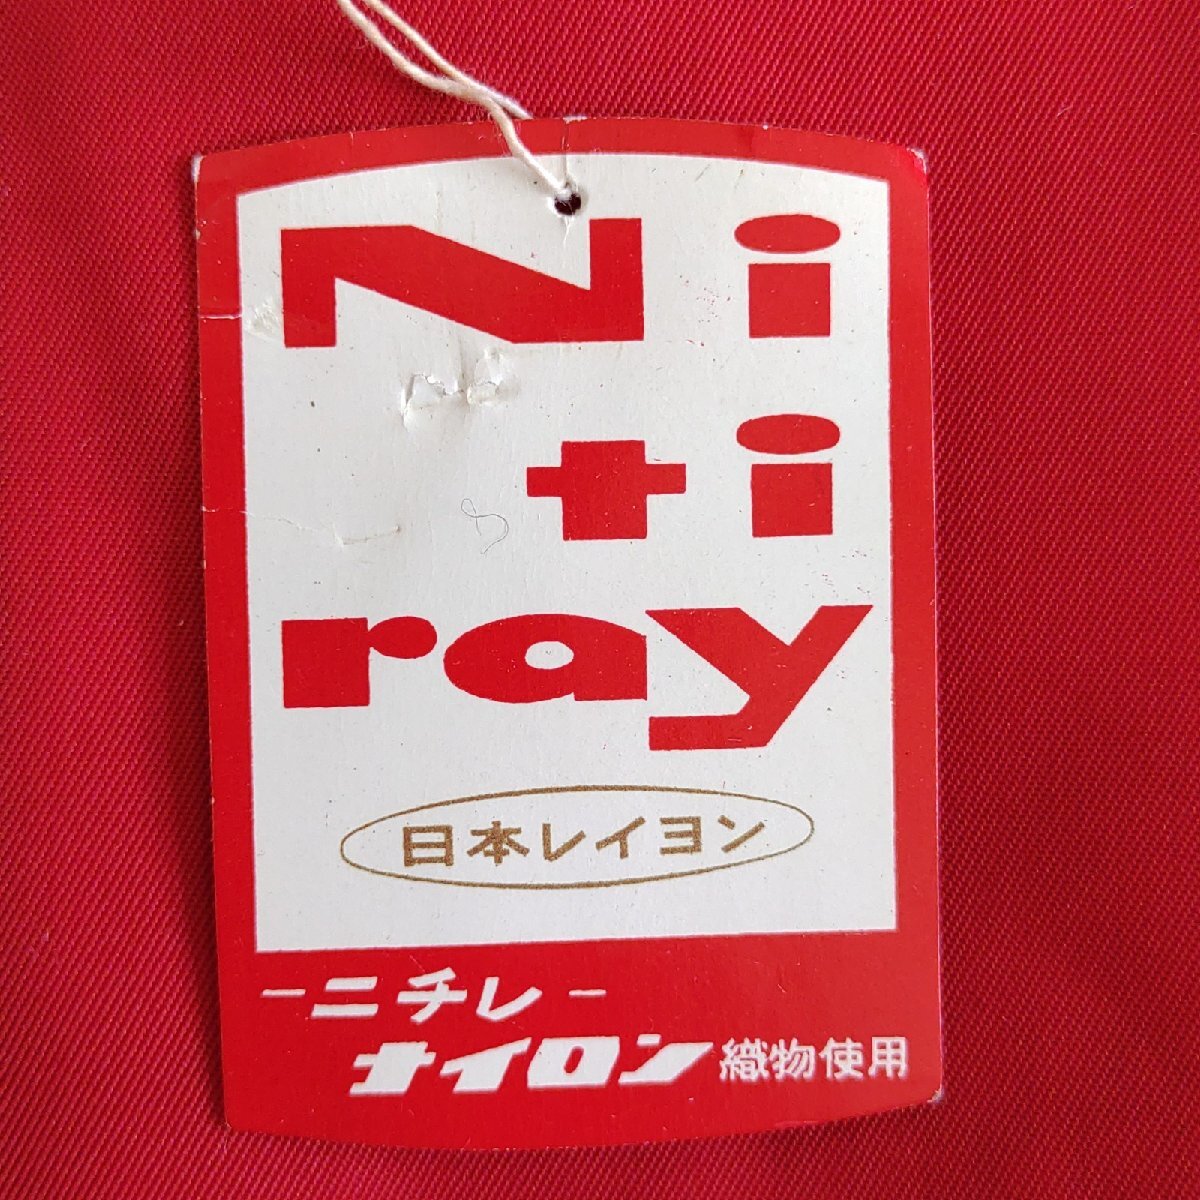 Ni
ti
ray
日本レイヨン
-ニチレ-
ナイロン織物使用